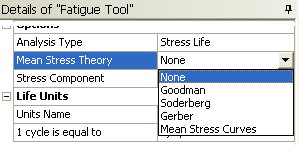 Details of "Fatigue Tool"
Options
Analysis Type Stress Life
Mean Stress Theory None
Stress Component
None
Goodman
Soderberg
Gerber
Mean Stress Curves
Life Units
Units Name
1 cycle is equal to